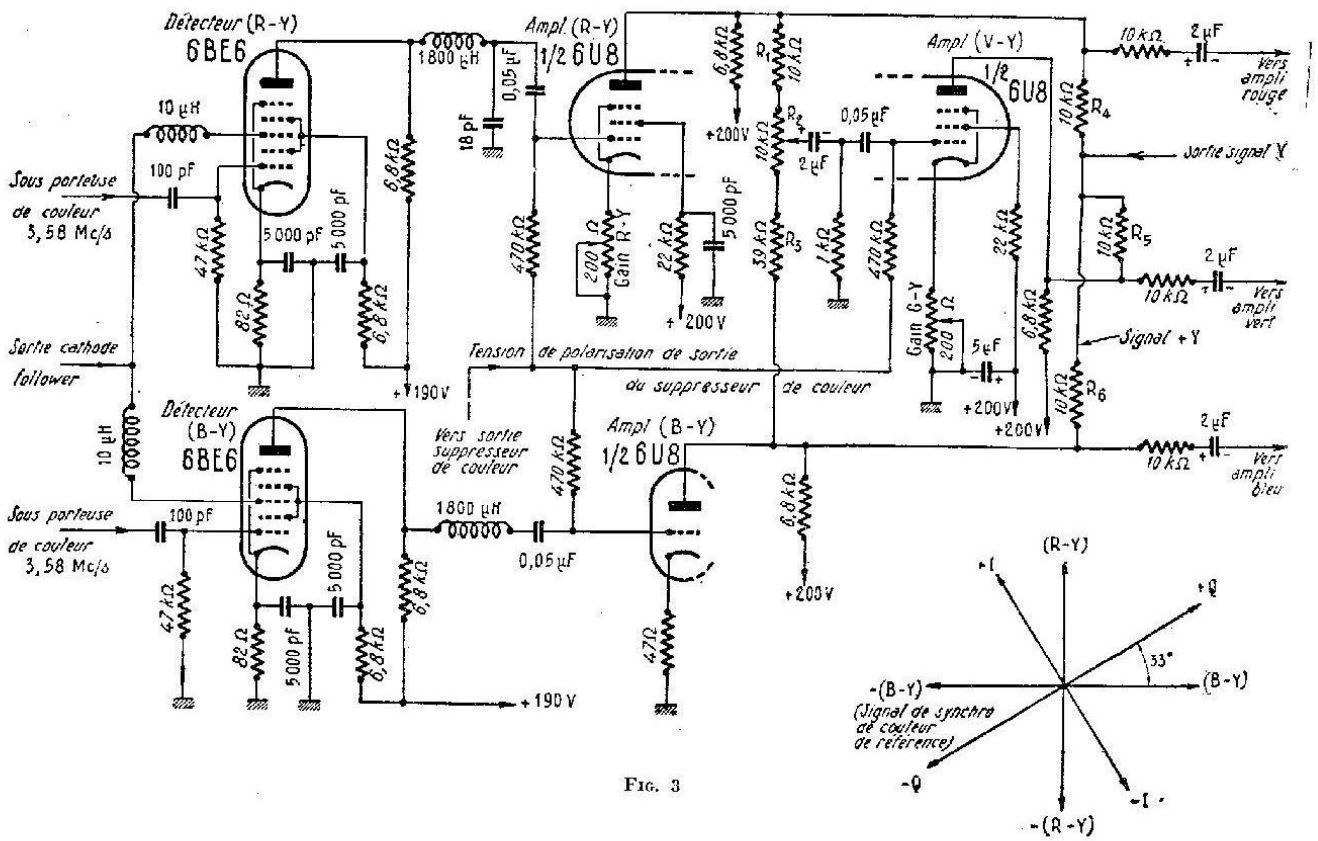 Détecteur (R-Y)
6BE6
10 µH
100 pF
Sous porteuse
de couleur
3,58 Mc/s
47 kΩ
5 000 pF
5 000 pF
82 Ω
6,8 kΩ
6,8 kΩ
+190V
1800 µH
0,05 µF
18 pF
Ampl. (R-Y)
1/2 6U8
470 kΩ
200 Ω
Gain R-Y
22 kΩ
5 000 pF
+ 200V
6,8 kΩ
+200V
R1
10 kΩ
R2
10 kΩ
+ -
2 µF
0,05 µF
39 kΩ
R3
1 kΩ
470 kΩ
Ampl (V-Y)
1/2
6U8
Gain G-Y
200 Ω
22 kΩ
5 µF
- +
+200V
6,8 kΩ
+200V
10 kΩ
2 µF
+ -
Vers
ampli
rouge
10 kΩ
R4
Sortie signal Y
10 kΩ
R5
10 kΩ
2 µF
+ -
Vers
ampli
vert
Signal +Y
10 kΩ
R6
10 kΩ
2 µF
+ -
Vers
ampli
bleu
Sortie cathode
follower
10 µH
Tension de polarisation de sortie
du suppresseur de couleur
Vers sortie
suppresseur
de couleur
Détecteur
(B-Y)
6BE6
Sous porteuse
de couleur
3,58 Mc/s
100 pF
47 kΩ
82 Ω
5 000 pF
5 000 pF
6,8 kΩ
6,8 kΩ
+190V
1800 µH
0,05 µF
470 kΩ
Ampl (B-Y)
1/2 6U8
47 Ω
6,8 kΩ
+200V
(R-Y)
+I
+Q
33°
(B-Y)
-(B-Y)
(Signal de synchro
de couleur
de référence)
-Q
-I
-(R-Y)
FIG. 3